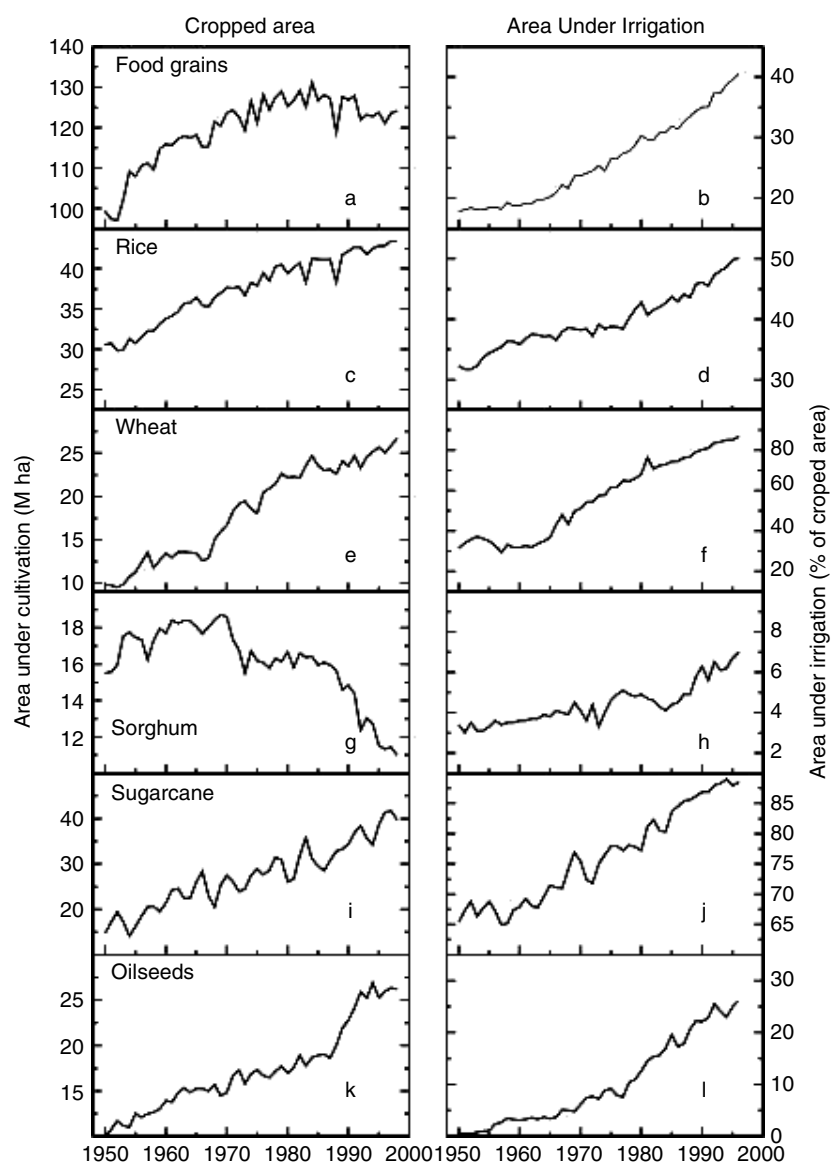 Cropped area
Area Under Irrigation
140
130
120
110
100
Food grains
a
b
40
30
20
Rice
40
35
30
25
c
d
50
40
30
Wheat
25
20
15
10
e
f
80
60
40
20
Area under cultivation (M ha)
Area under irrigation (% of croped area)
18
16
14
12
Sorghum
g
h
8
6
4
2
Sugarcane
40
30
20
i
j
85
80
75
70
65
Oilseeds
25
20
15
k
l
30
20
10
0
1950 1960 1970 1980 1990 2000
1950 1960 1970 1980 1990 2000